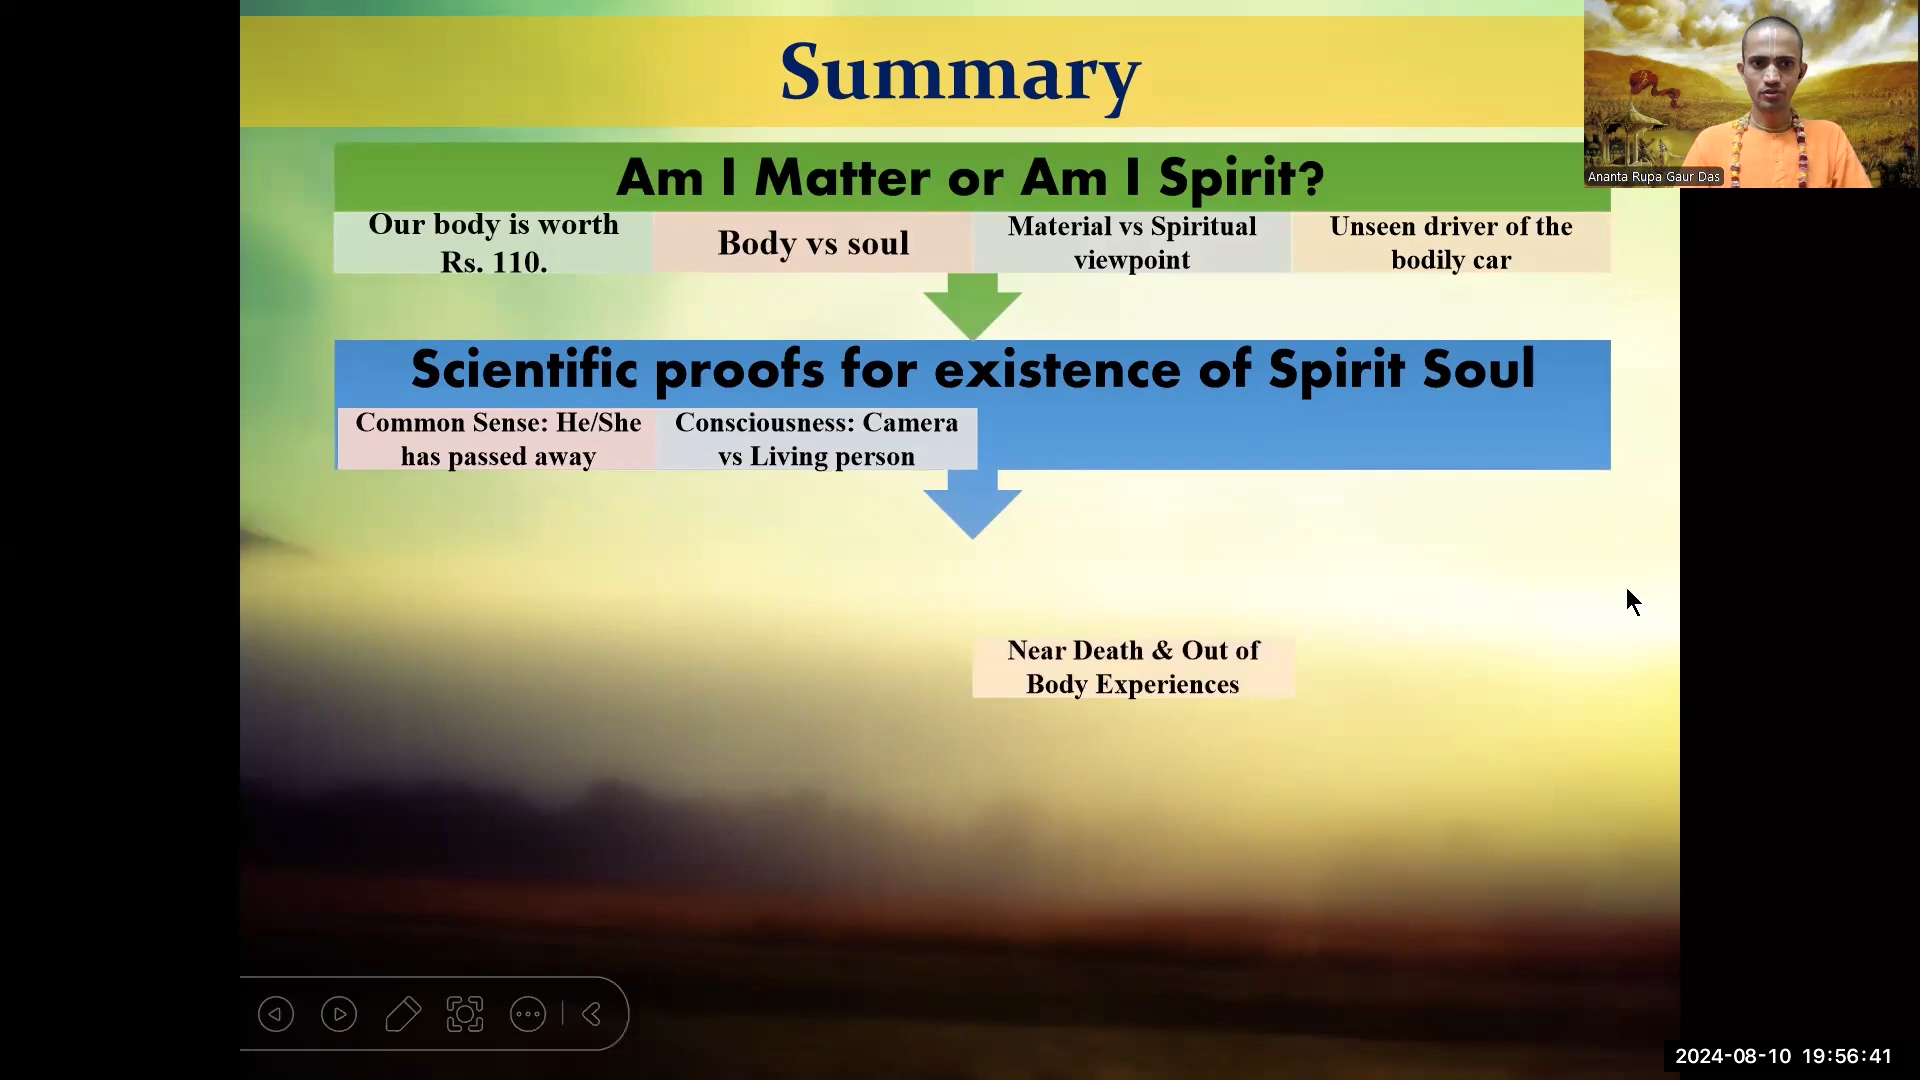 Summary
Ananta Rupa Gaur Das
Am I Matter or Am I Spirit?
Our body is worth
Rs. 110.
Body vs soul
Material vs Spiritual
viewpoint
Unseen driver of the
bodily car
Scientific proofs for existence of Spirit Soul
Common Sense: He/She
has passed away
Consciousness: Camera
vs Living person
Near Death & Out of
Body Experiences
2024-08-10 19:56:41